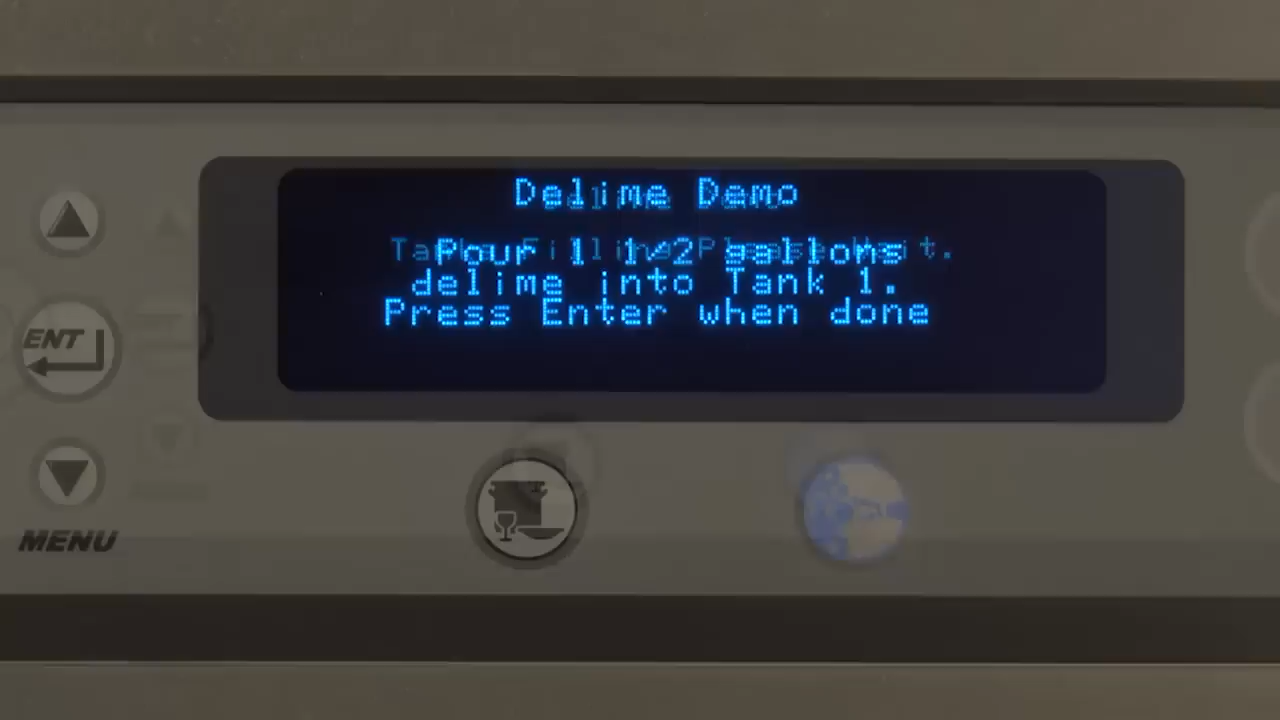 Delime Demo
Pour 1 1/2 gallons
delime into Tank 1.
Press Enter when done
ENT
MENU